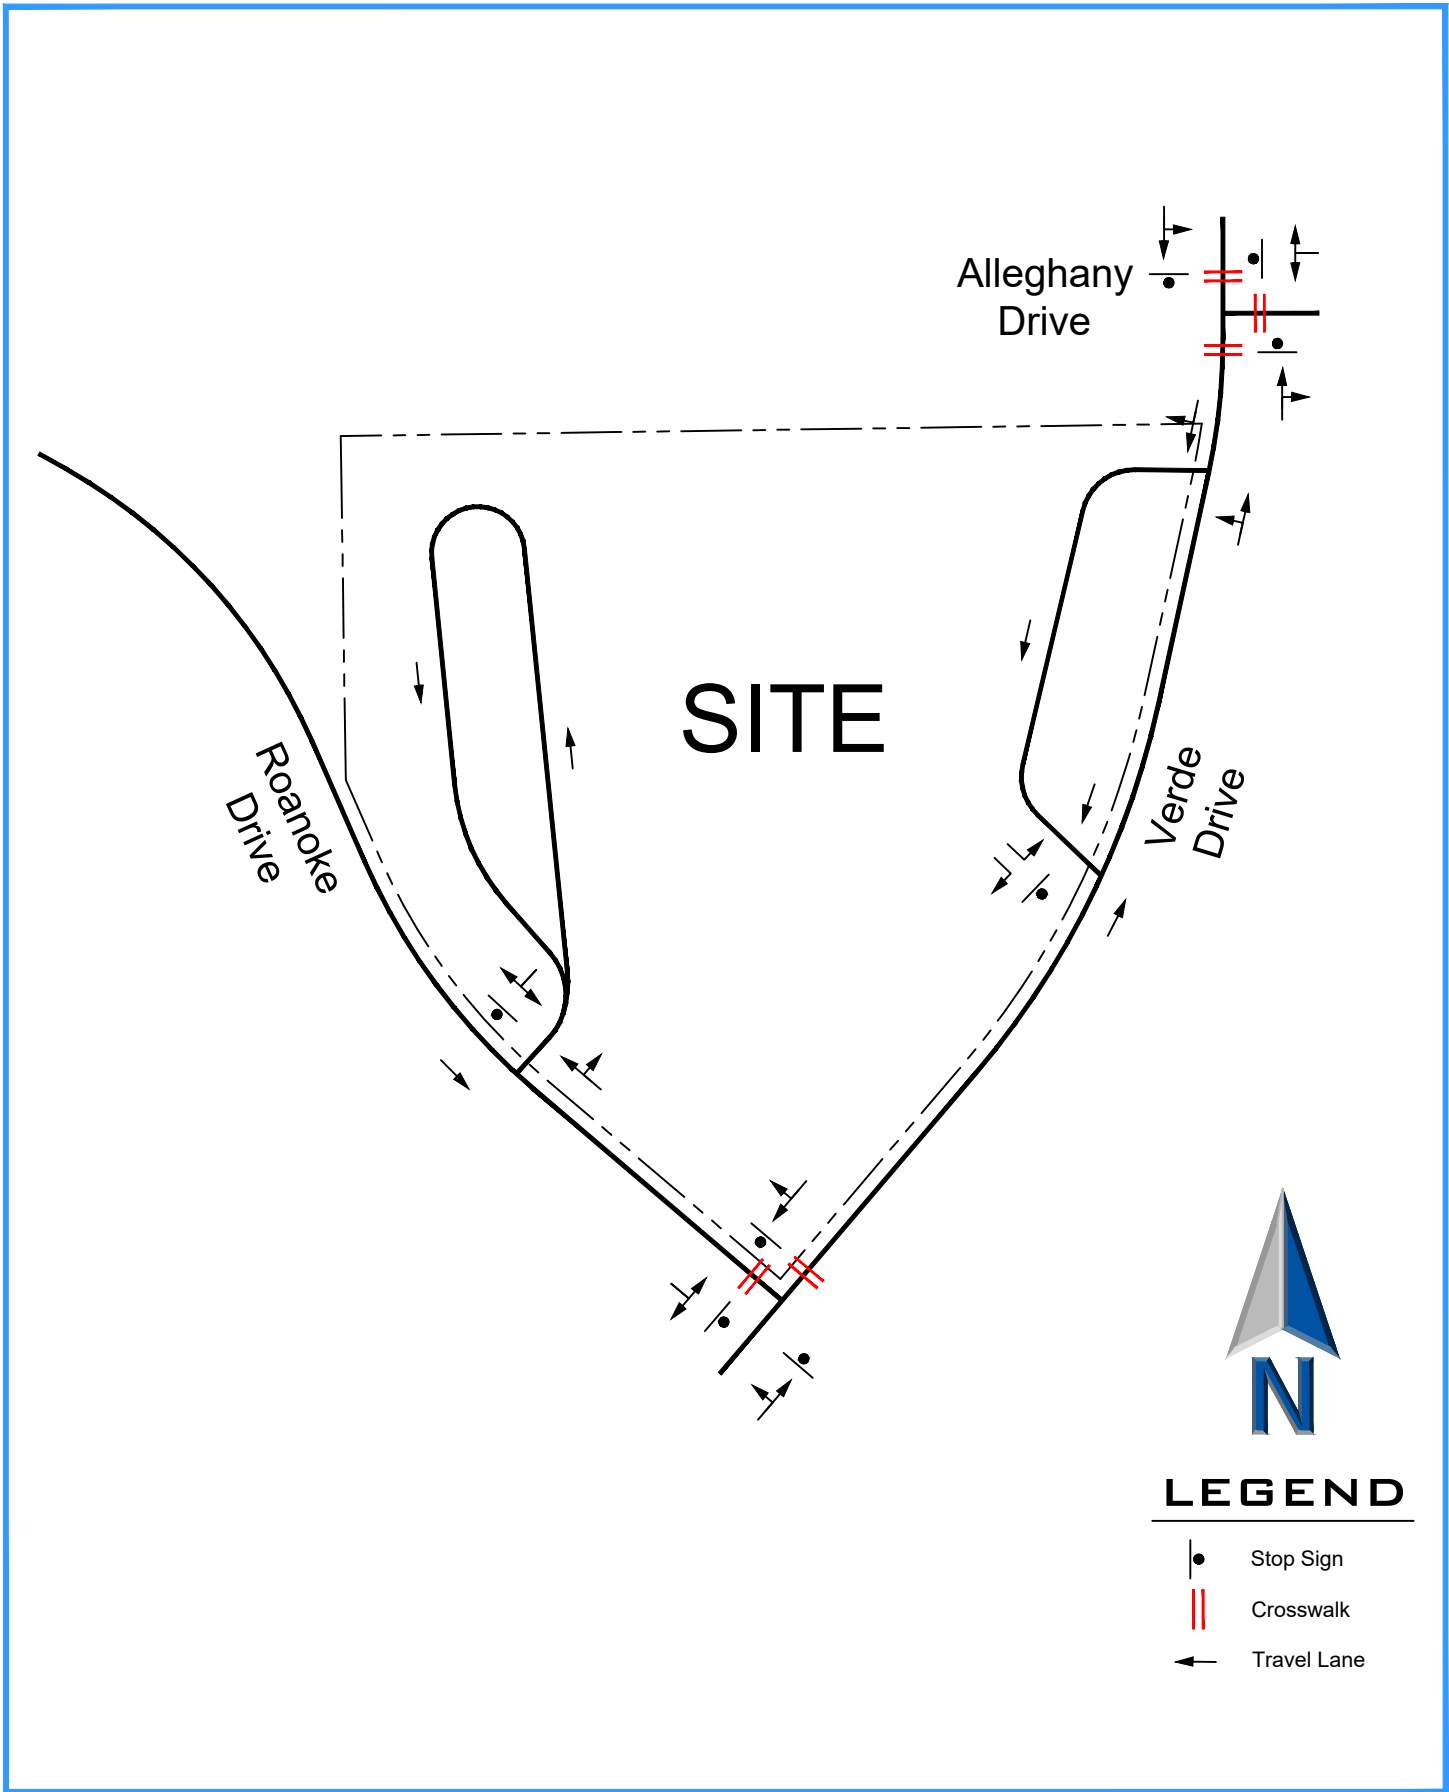 Alleghany
Drive
SITE
Roanoke
Drive
Verde
Drive
N
LEGEND
Stop Sign
Crosswalk
Travel Lane